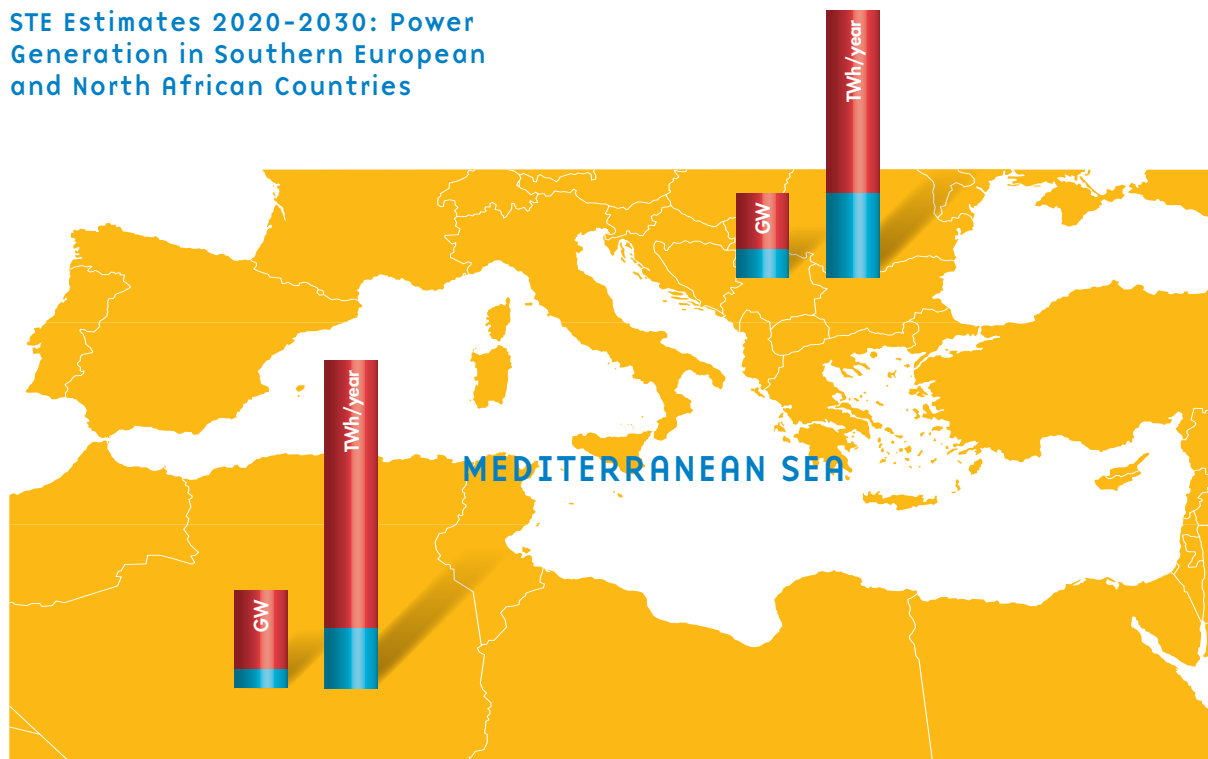 STE Estimates 2020-2030: Power
Generation in Southern European
and North African Countries
TWh/year
GW
TWh/year
MEDITERRANEAN SEA
GW